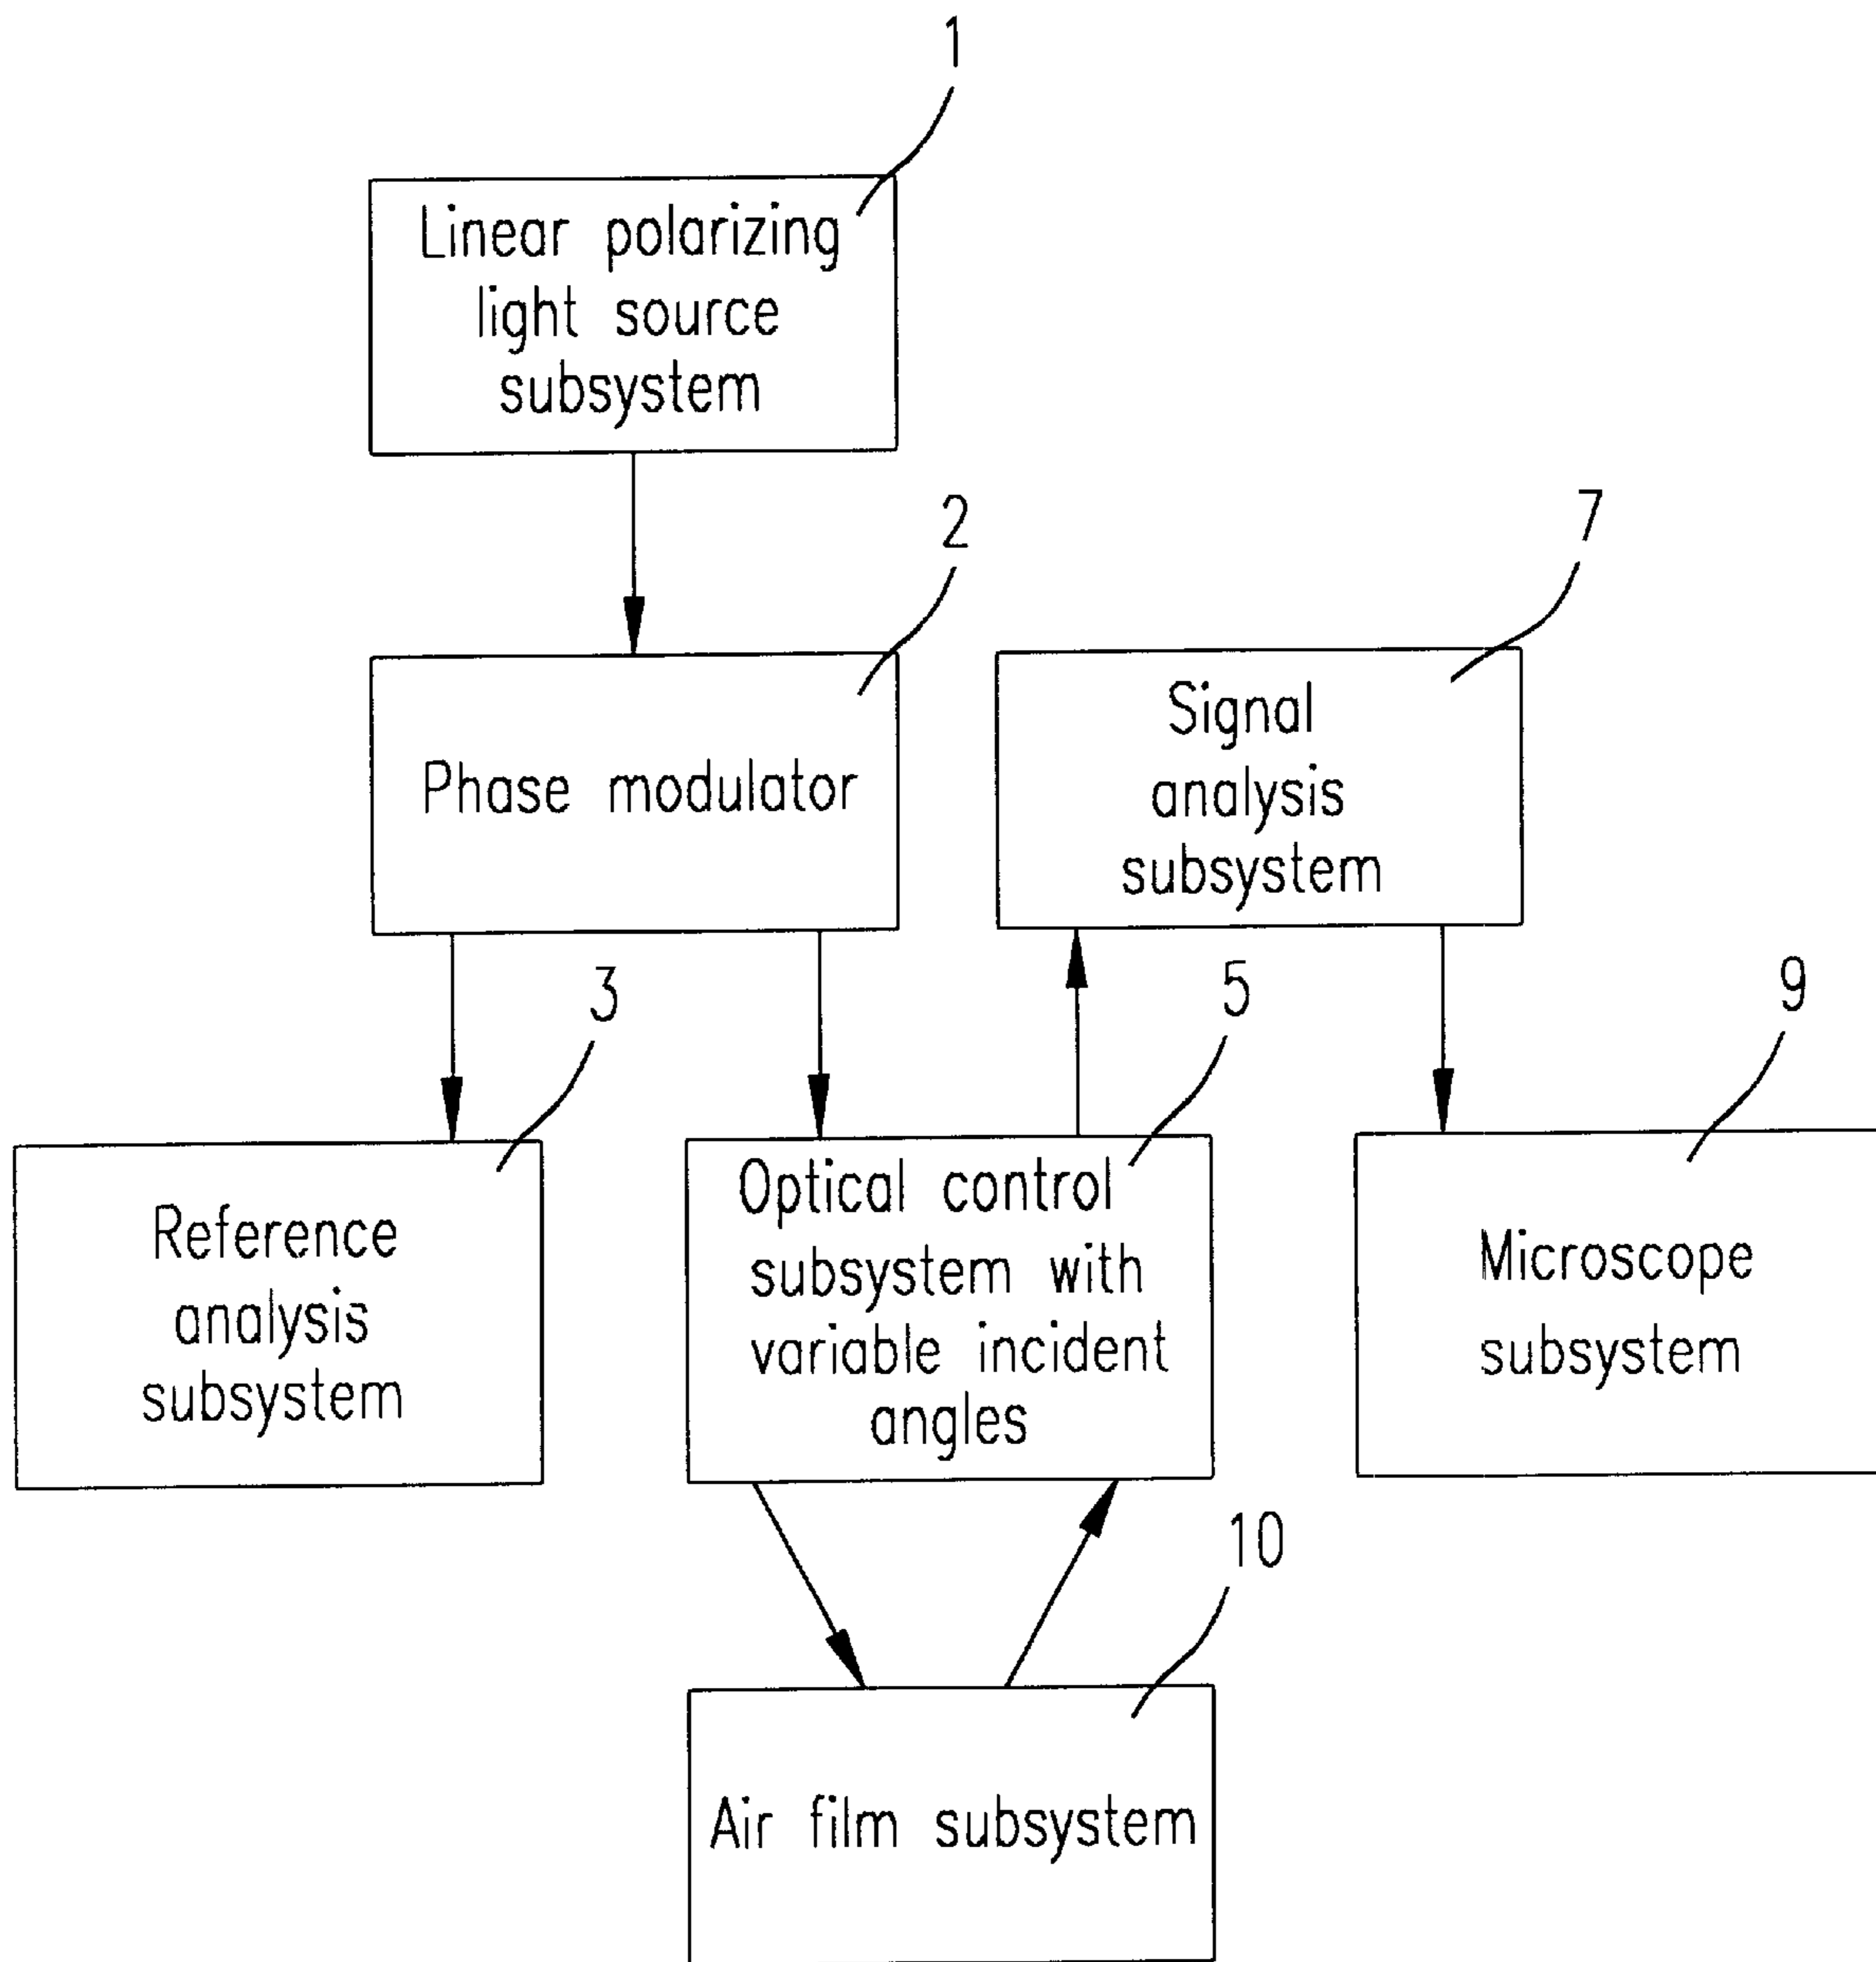 1
Linear polarizing
light source
subsystem
2
Phase modulator
7
Signal
analysis
subsystem
3
Reference
analysis
subsystem
5
Optical control
subsystem with
variable incident
angles
9
Microscope
subsystem
10
Air film subsystem